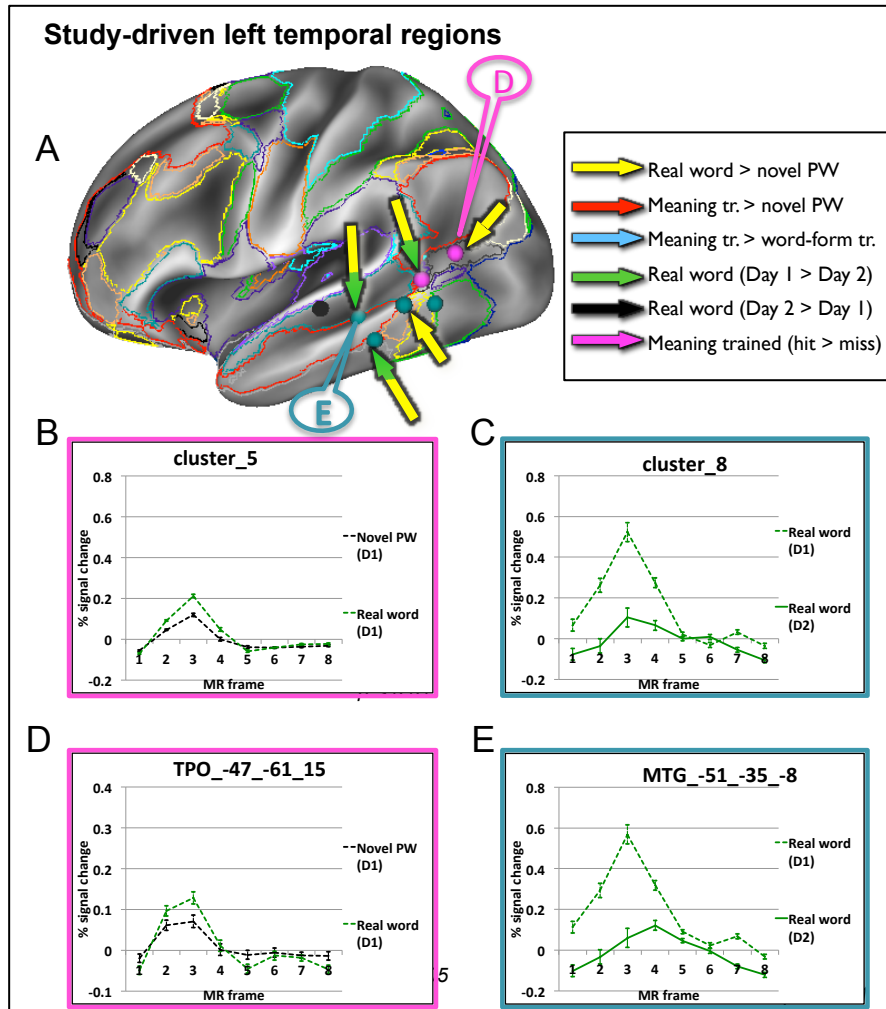 Study-driven left temporal regions
D
A
Real word > novel PW
Meaning tr. > novel PW
Meaning tr. > word-form tr.
Real word (Day 1 > Day 2)
Real word (Day 2 > Day 1)
Meaning trained (hit > miss)
E
B
cluster_5
0.8
0.6
0.4
0.2
0
-0.2
% signal change
1 2 3 4 5 6 7 8
MR frame
Novel PW
(D1)
Real word
(D1)
C
cluster_8
0.8
0.6
0.4
0.2
0
-0.2
% signal change
1 2 3 4 5 6 7 8
MR frame
Real word
(D1)
Real word
(D2)
D
TPO_-47_-61_15
0.4
0.3
0.2
0.1
0
-0.1
% signal change
1 2 3 4 5 6 7 8
MR frame
Novel PW
(D1)
Real word
(D1)
5
E
MTG_-51_-35_-8
0.8
0.6
0.4
0.2
0
-0.2
% signal change
1 2 3 4 5 6 7 8
MR frame
Real word
(D1)
Real word
(D2)